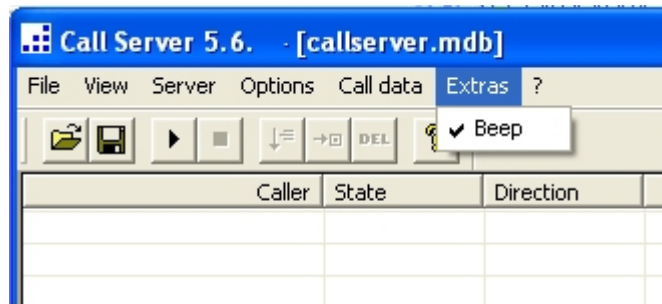 Call Server 5.6. - [callserver.mdb]
File View Server Options Call data Extras ?
Beep
DEL
Caller State Direction